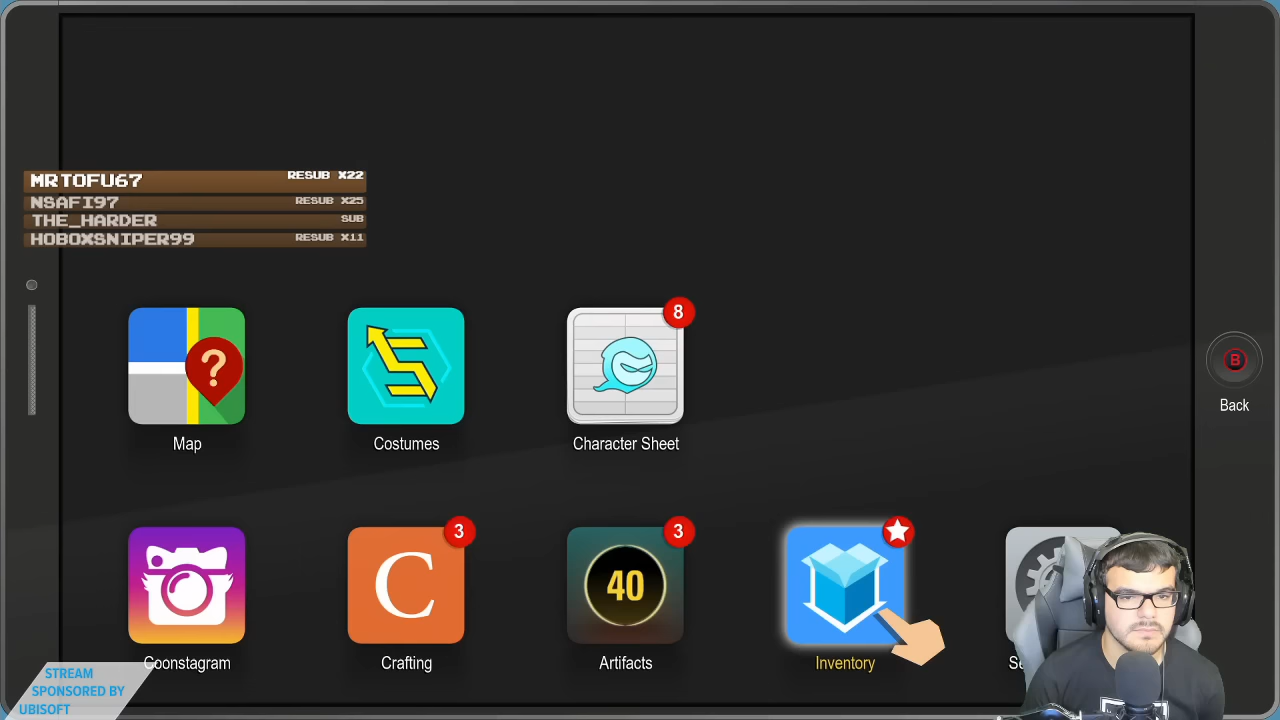 MRTOFU67 RESUB X22
NSAFI97 RESUB X25
THE_HARDER SUB
HOBOXSNIPER99 RESUB X11
8
?
Map
Costumes
Character Sheet
B
Back
3
3
C
40
Coonstagram
Crafting
Artifacts
Inventory
STREAM
SPONSORED BY
UBISOFT